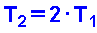 T₂ = 2 · T₁